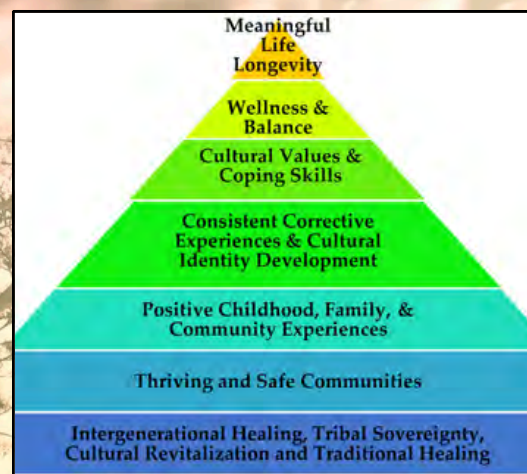 Meaningful
Life
Longevity
Wellness &
Balance
Cultural Values &
Coping Skills
Consistent Corrective
Experiences & Cultural
Identity Development
Positive Childhood, Family, &
Community Experiences
Thriving and Safe Communities
Intergenerational Healing, Tribal Sovereignty,
Cultural Revitalization and Traditional Healing